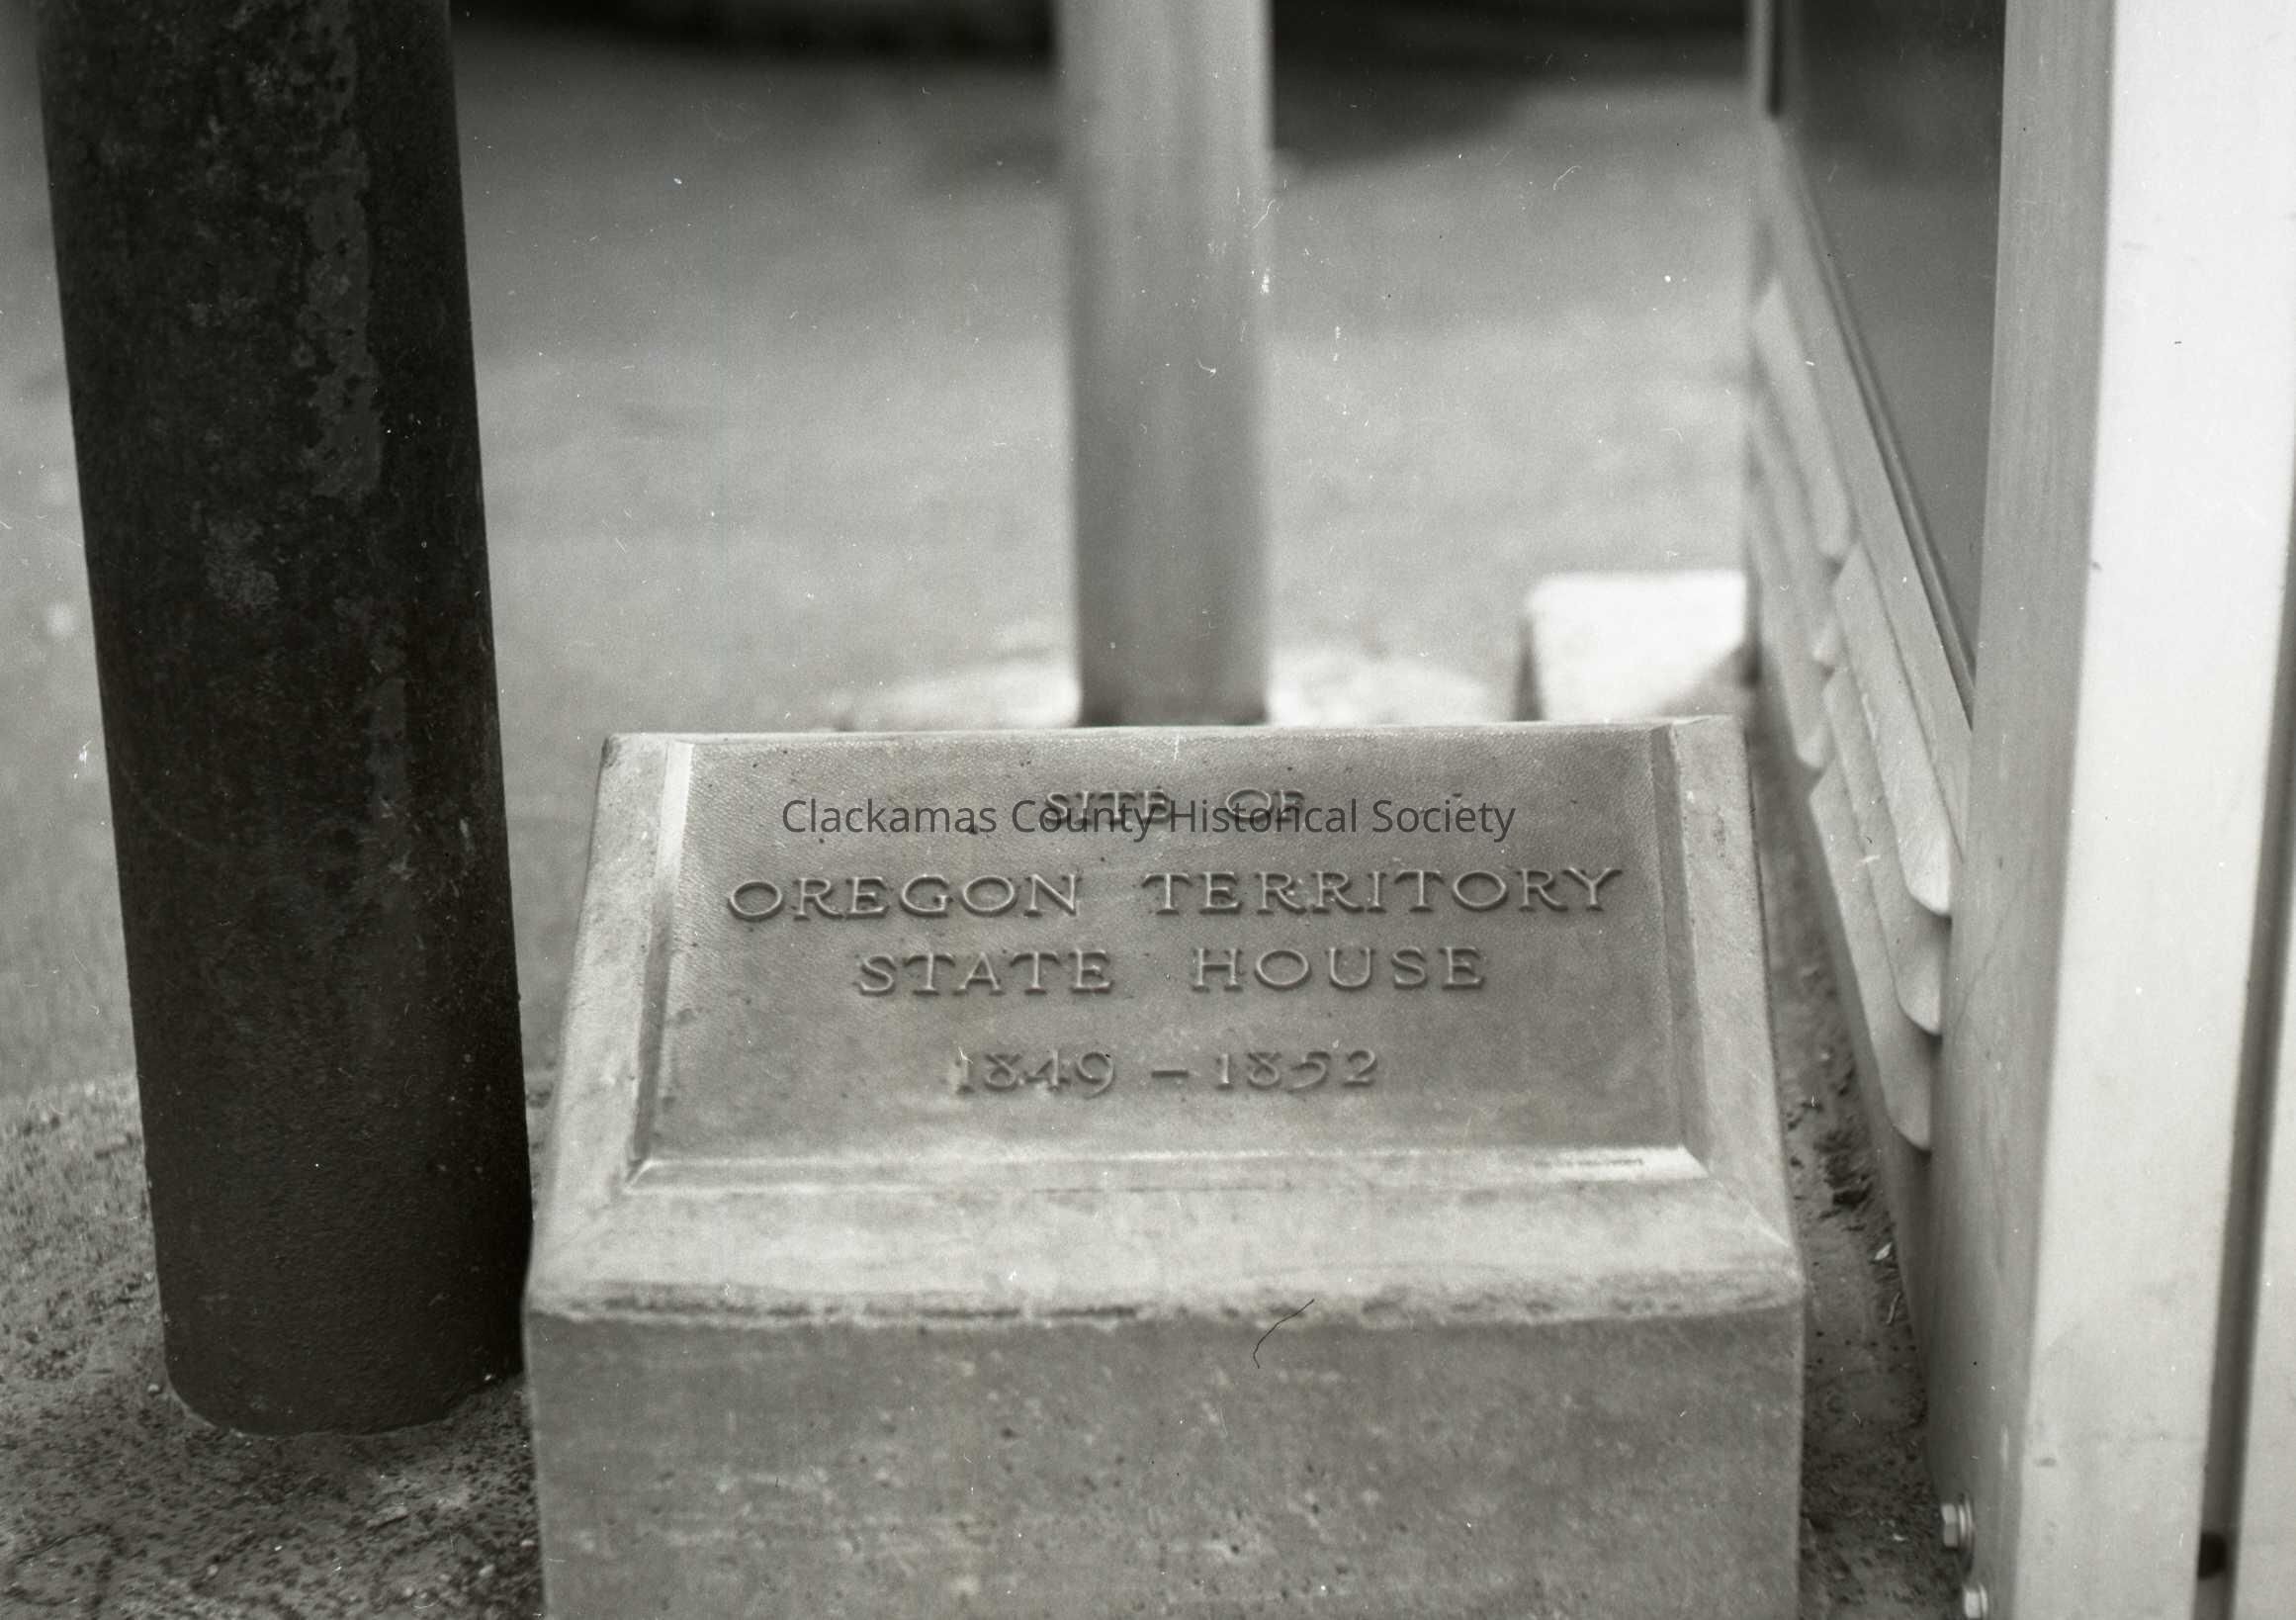 SITE OF
Clackamas County Historical Society
OREGON TERRITORY
STATE HOUSE
1849 – 1852